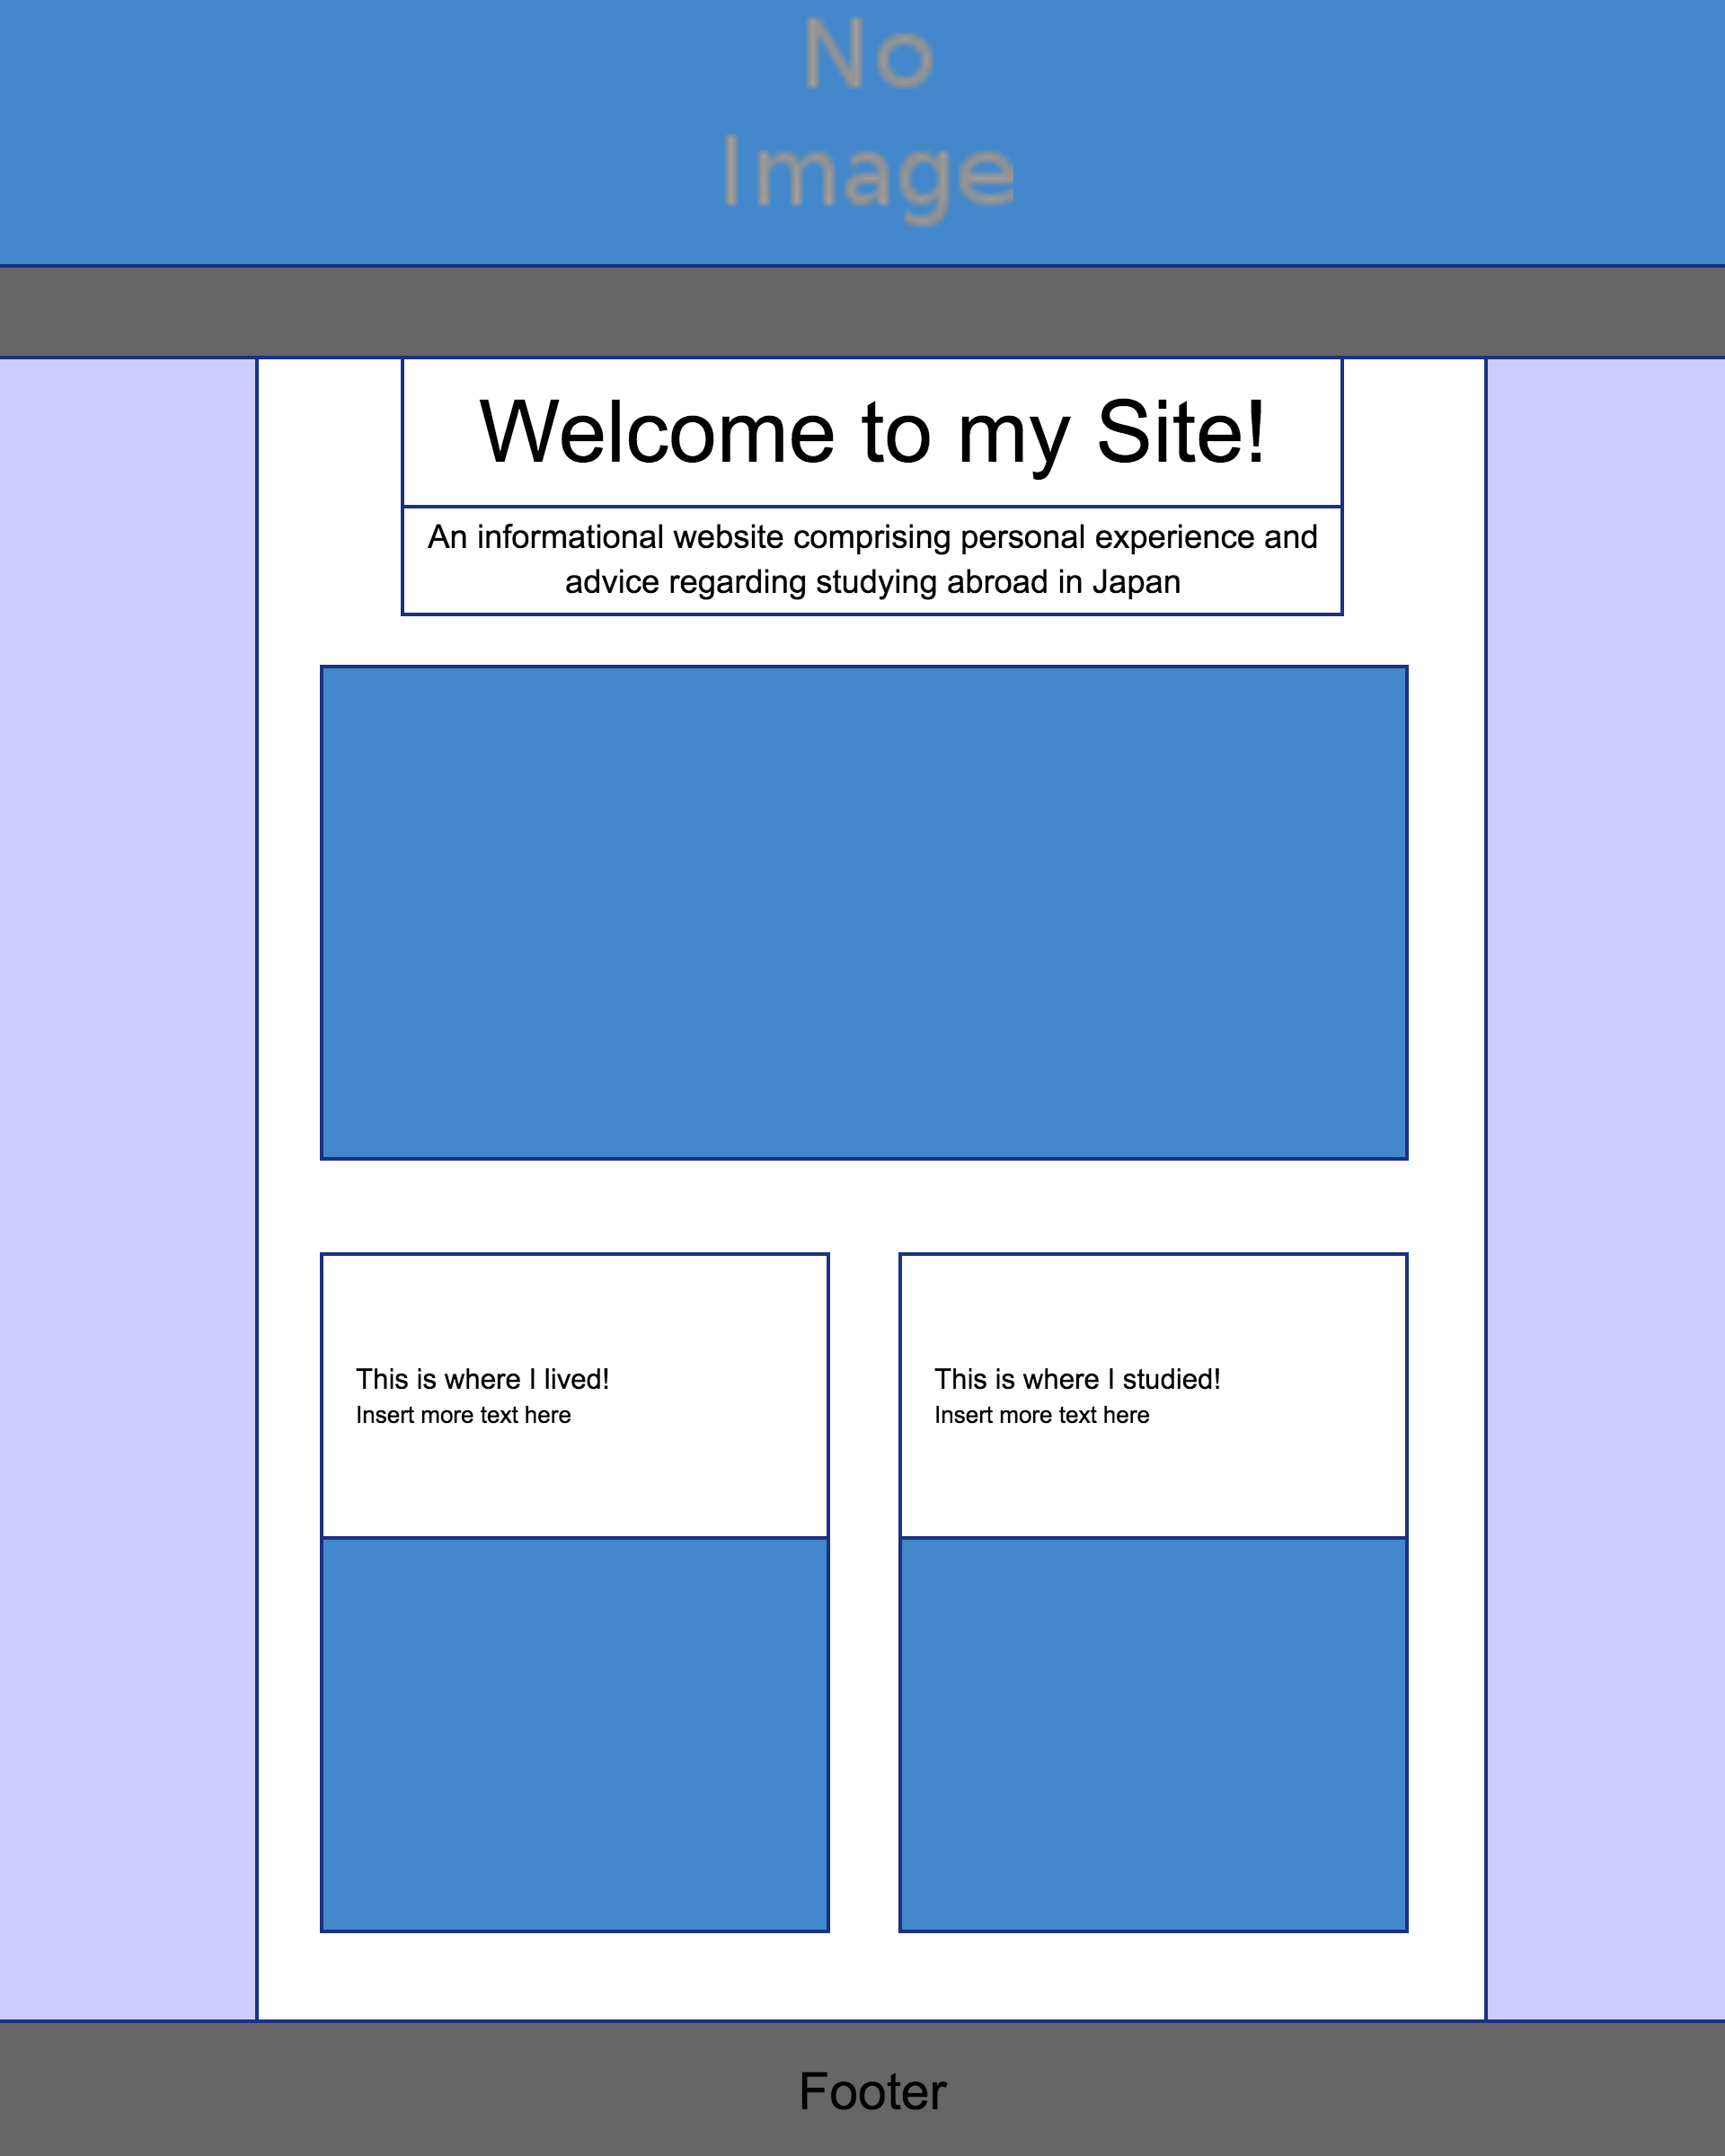 No
Image
Welcome to my Site!
An informational website comprising personal experience and
advice regarding studying abroad in Japan
This is where I lived!
Insert more text here
This is where I studied!
Insert more text here
Footer